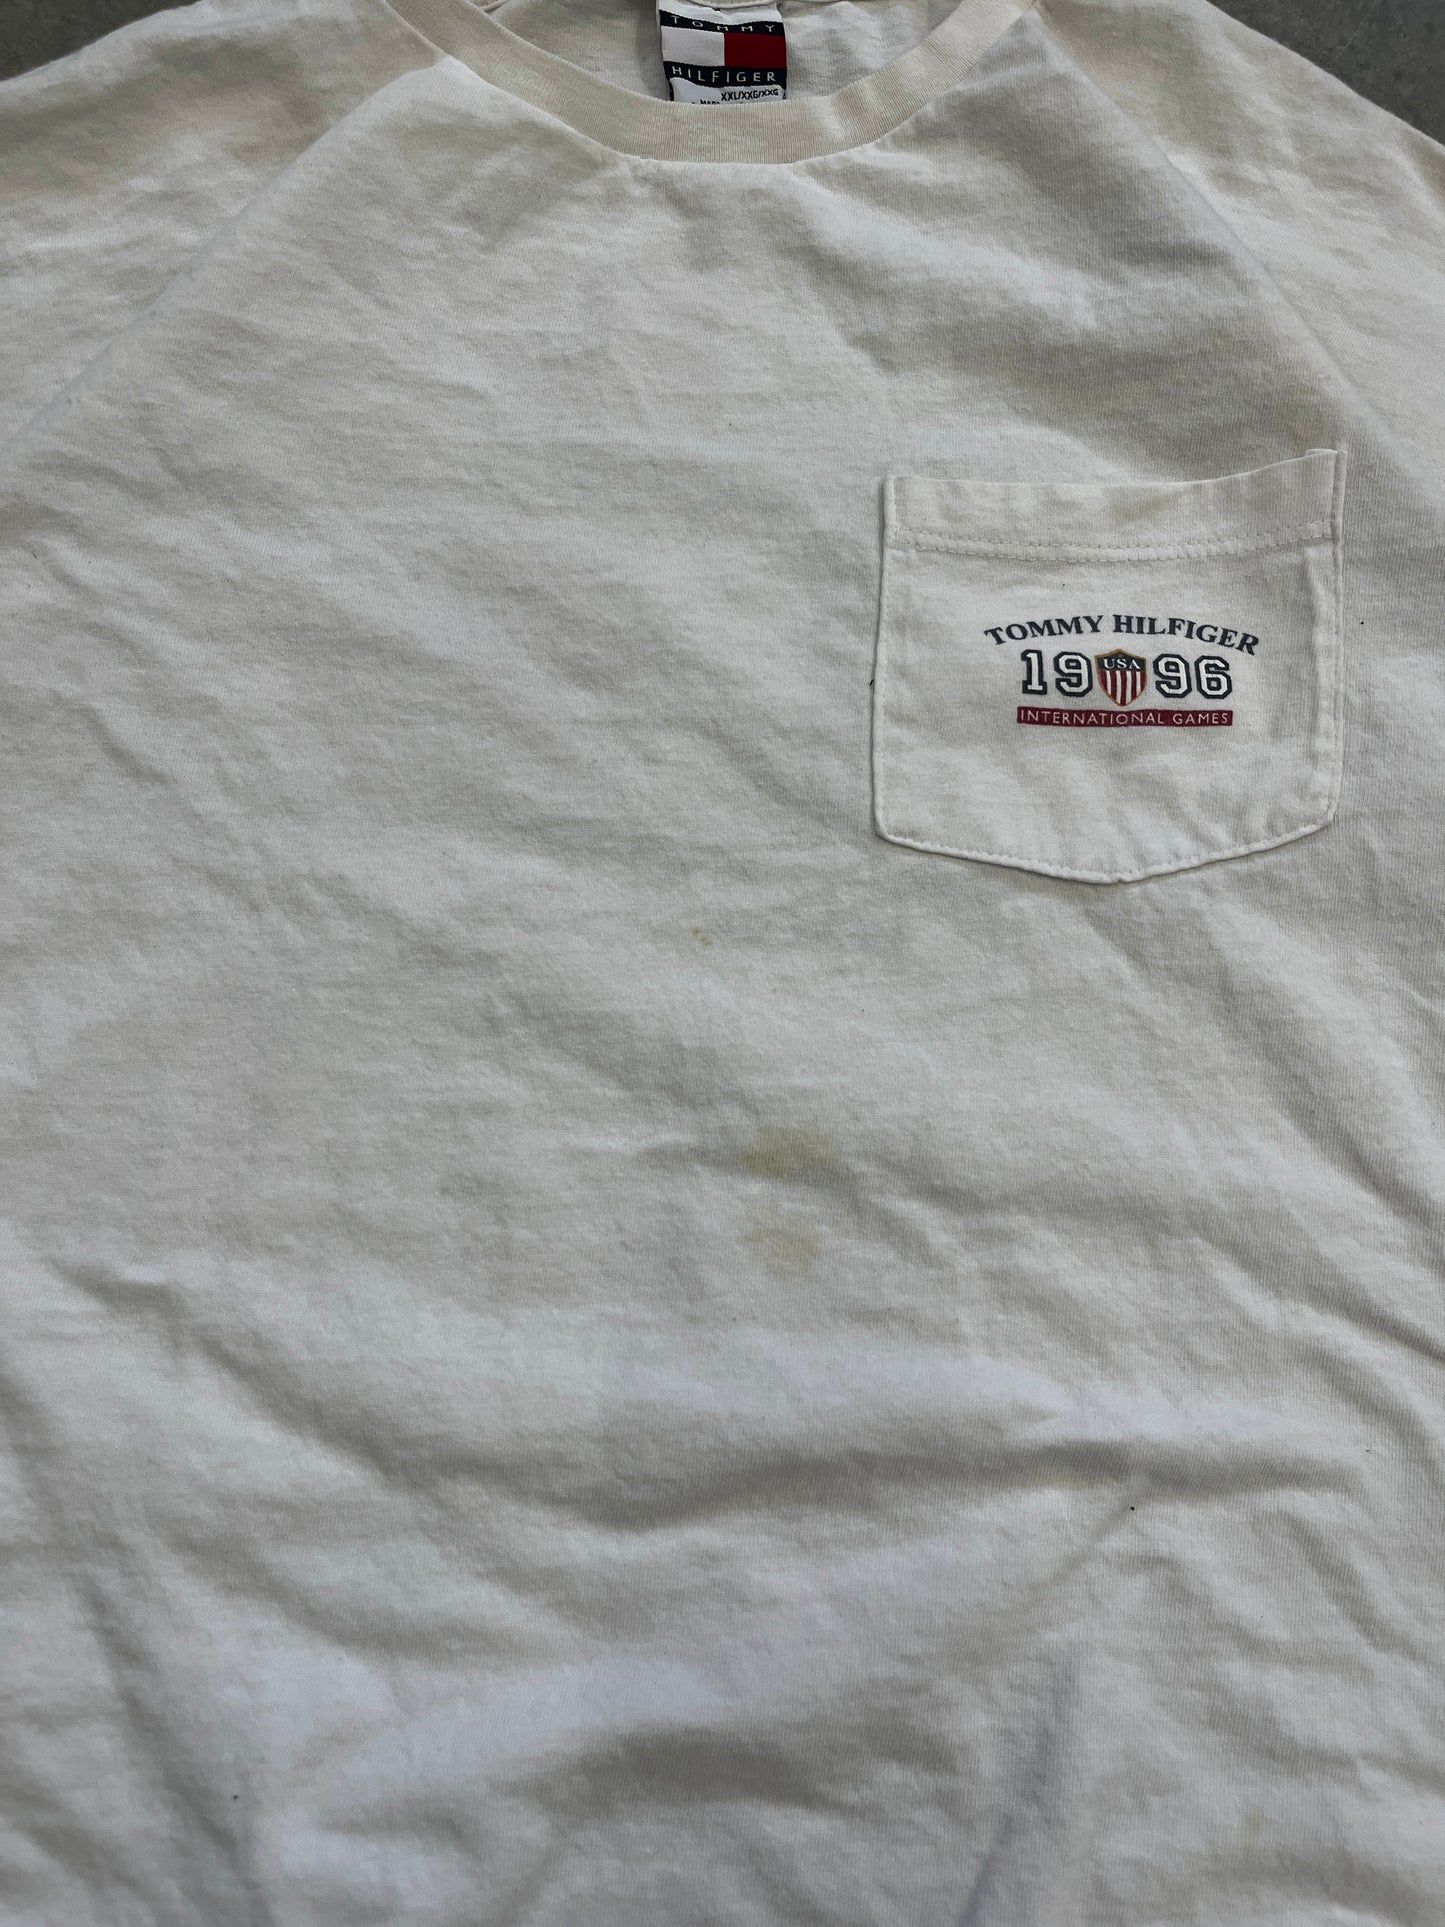 TOMMY
HILFIGER
XXL/XXG/XXG
TOMMY HILFIGER
19 USA 96
INTERNATIONAL GAMES